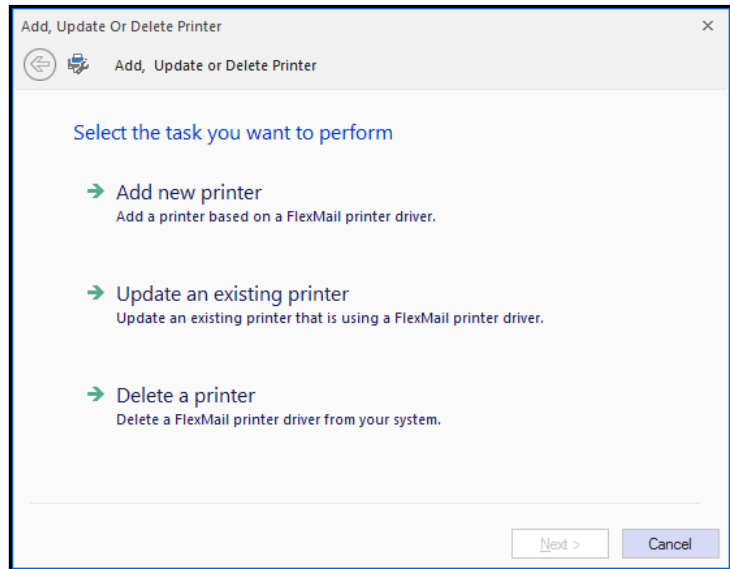 Add, Update Or Delete Printer
Add, Update or Delete Printer
Select the task you want to perform
Add new printer
Add a printer based on a FlexMail printer driver.
Update an existing printer
Update an existing printer that is using a FlexMail printer driver.
Delete a printer
Delete a FlexMail printer driver from your system.
Next >
Cancel